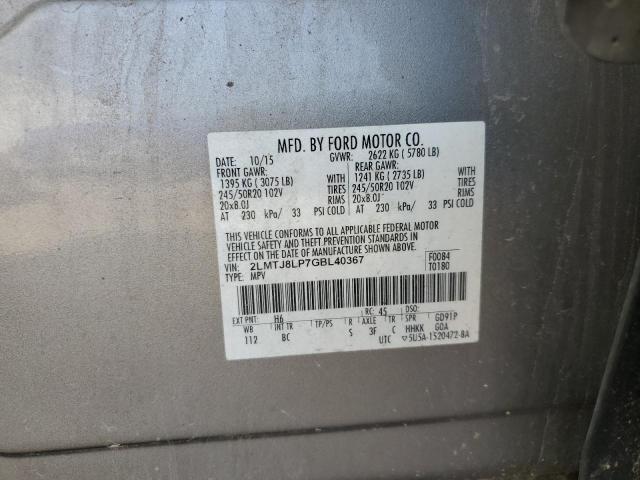 MFD. BY FORD MOTOR CO.
DATE: 10/15 GVWR: 2622 KG ( 5780 LB)
FRONT GAWR: REAR GAWR:
1395 KG ( 3075 LB) WITH 1241 KG ( 2735 LB) WITH
245/50R20 102V TIRES 245/50R20 102V TIRES
20x8.0J RIMS 20x8.0J RIMS
AT 230 kPa/ 33 PSI COLD AT 230 kPa/ 33 PSI COLD
THIS VEHICLE CONFORMS TO ALL APPLICABLE FEDERAL MOTOR
VEHICLE SAFETY AND THEFT PREVENTION STANDARDS IN
EFFECT ON THE DATE OF MANUFACTURE SHOWN ABOVE.
VIN: 2LMTJ8LP7GBL40367 F0084
TYPE: MPV T0180
EXT PNT: H6 RC: 45 DSO:
WB INT TR TP/PS R AXLE TR SPR GD91P
112 BC S 3F C HHKK GOA
UTC ▽5U5A-1520472-BA